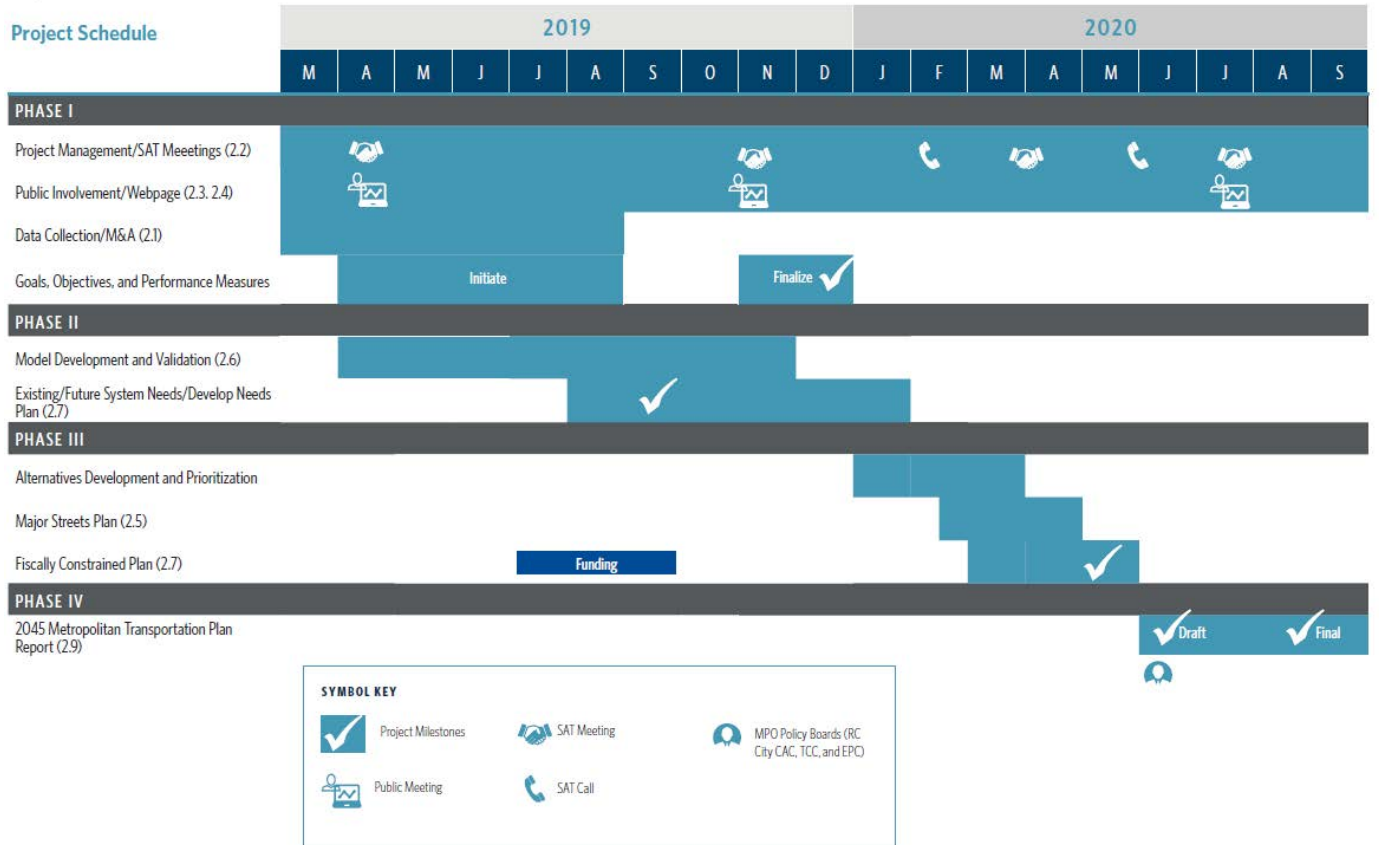 Project Schedule
2019
2020
M A M J J A S O N D J F M A M J J A S
PHASE I
Project Management/SAT Meeetings (2.2)
Public Involvement/Webpage (2.3. 2.4)
Data Collection/M&A (2.1)
Goals, Objectives, and Performance Measures
Initiate
Finalize
PHASE II
Model Development and Validation (2.6)
Existing/Future System Needs/Develop Needs
Plan (2.7)
PHASE III
Alternatives Development and Prioritization
Major Streets Plan (2.5)
Fiscally Constrained Plan (2.7)
Funding
PHASE IV
2045 Metropolitan Transportation Plan
Report (2.9)
Draft
Final
SYMBOL KEY
Project Milestones
SAT Meeting
MPO Policy Boards (RC
City CAC, TCC, and EPC)
Public Meeting
SAT Call